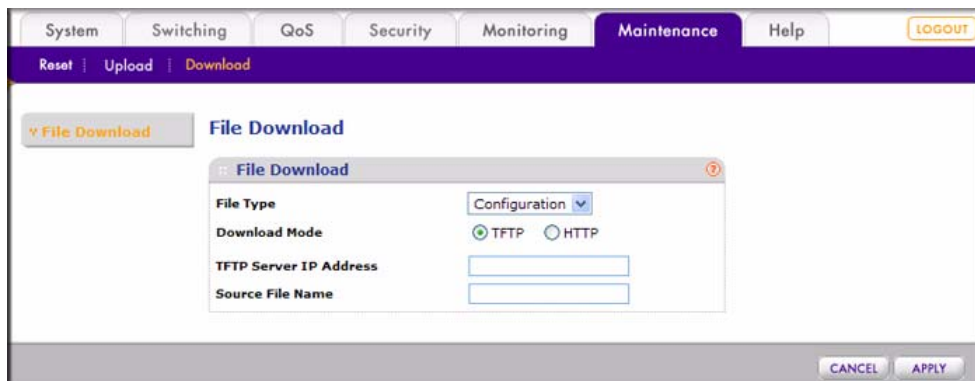 System Switching QoS Security Monitoring Maintenance Help LOGOUT
Reset Upload Download
File Download
File Download
File Download
File Type Configuration
Download Mode TFTP HTTP
TFTP Server IP Address
Source File Name
CANCEL APPLY